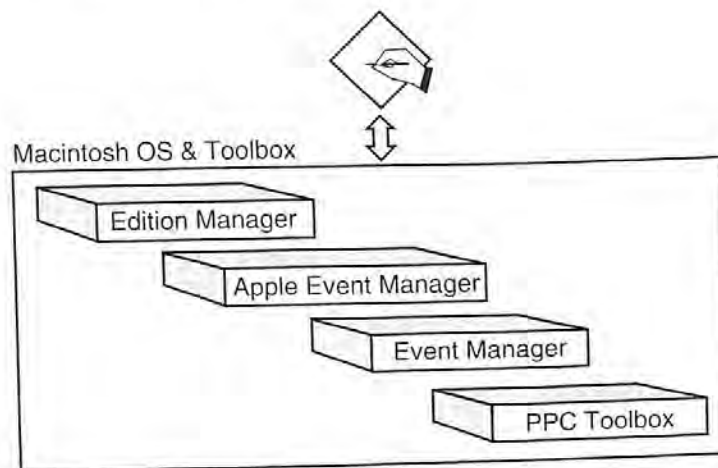 Macintosh OS & Toolbox
Edition Manager
Apple Event Manager
Event Manager
PPC Toolbox